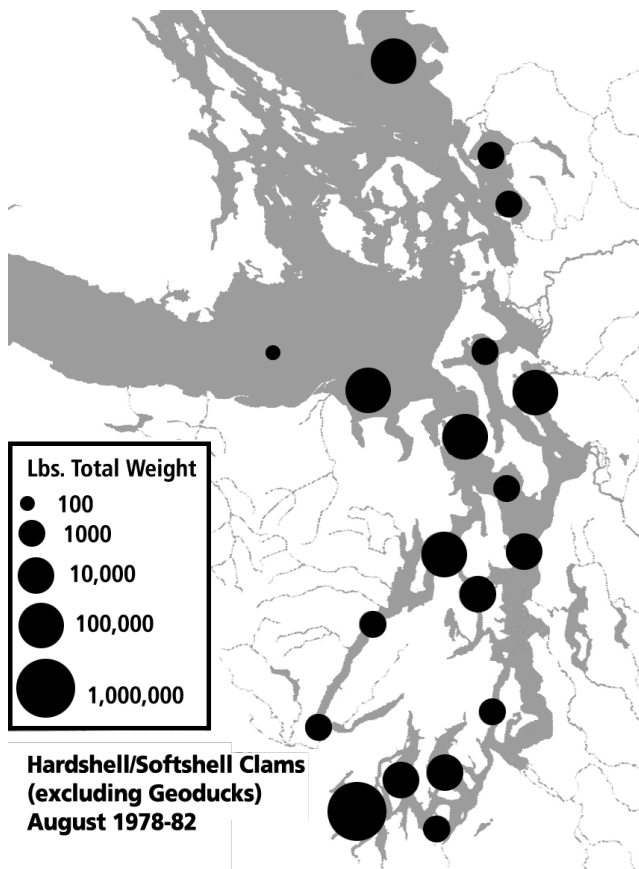 Lbs. Total Weight
100
1000
10,000
100,000
1,000,000
Hardshell/Softshell Clams
(excluding Geoducks)
August 1978-82